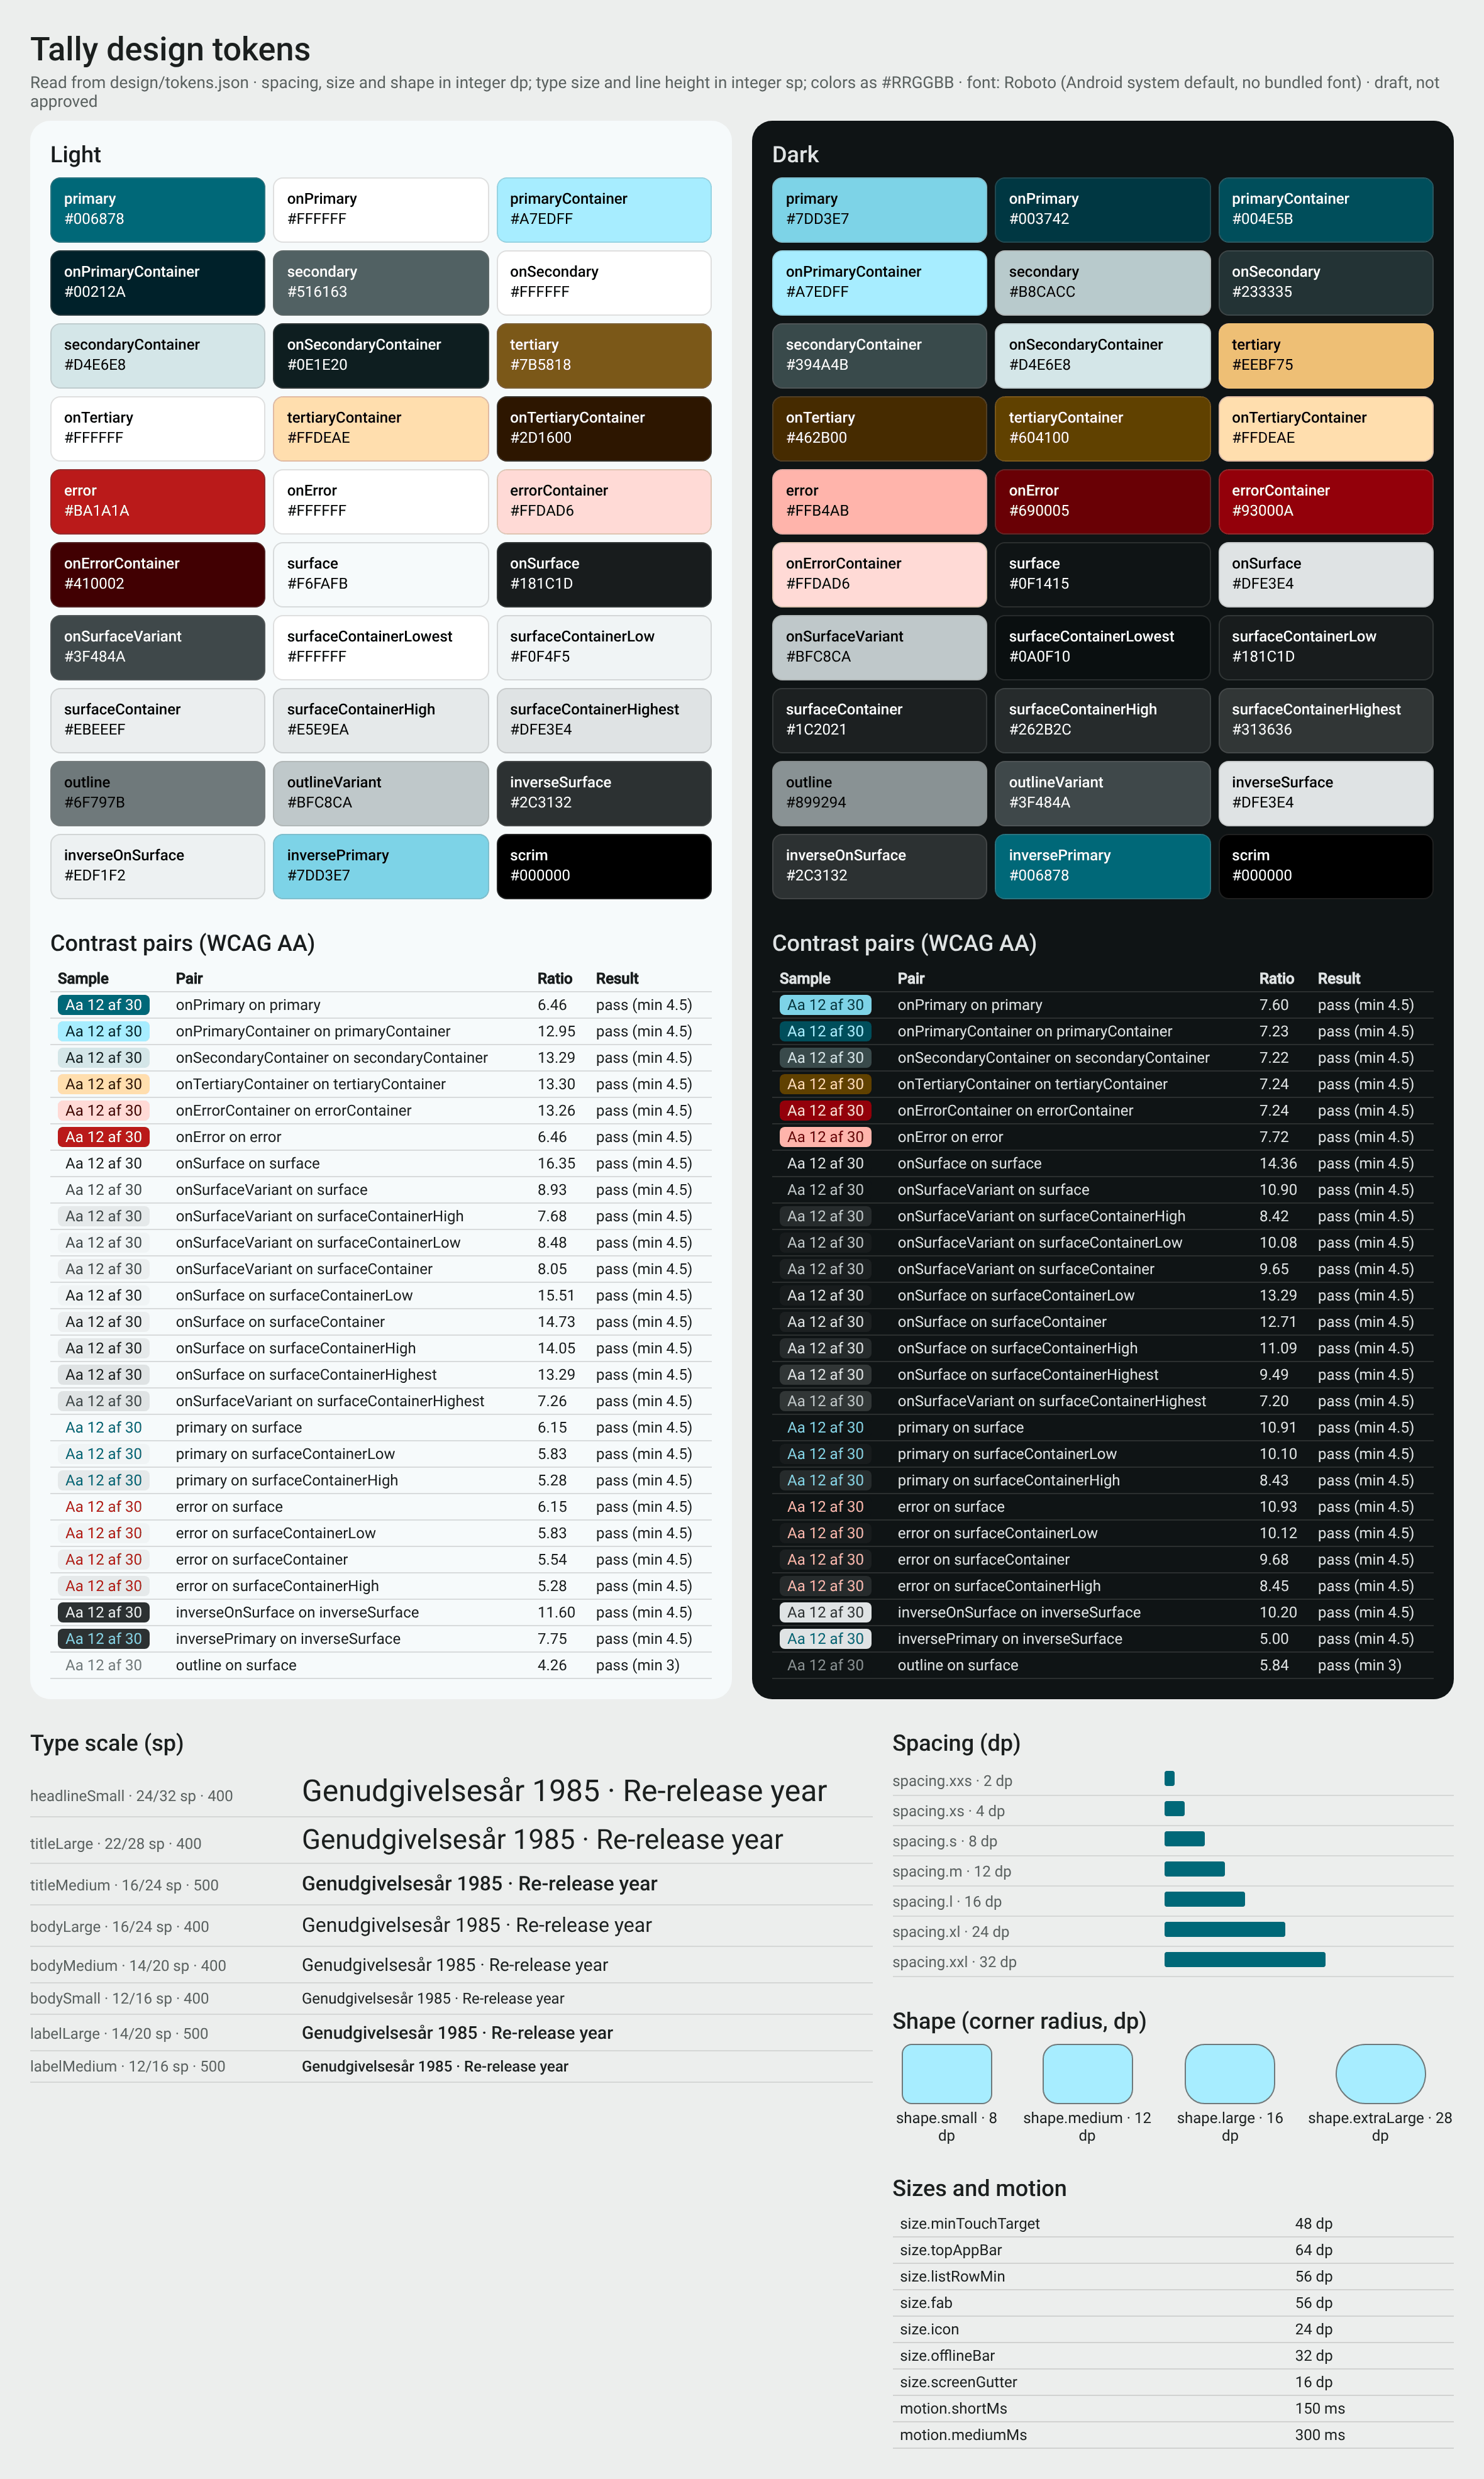 Tally design tokens
Read from design/tokens.json · spacing, size and shape in integer dp; type size and line height in integer sp; colors as #RRGGBB · font: Roboto (Android system default, no bundled font) · draft, not
approved
Light
primary
#006878
onPrimary
#FFFFFF
primaryContainer
#A7EDFF
onPrimaryContainer
#00212A
secondary
#516163
onSecondary
#FFFFFF
secondaryContainer
#D4E6E8
onSecondaryContainer
#0E1E20
tertiary
#7B5818
onTertiary
#FFFFFF
tertiaryContainer
#FFDEAE
onTertiaryContainer
#2D1600
error
#BA1A1A
onError
#FFFFFF
errorContainer
#FFDAD6
onErrorContainer
#410002
surface
#F6FAFB
onSurface
#181C1D
onSurfaceVariant
#3F484A
surfaceContainerLowest
#FFFFFF
surfaceContainerLow
#F0F4F5
surfaceContainer
#EBEEEF
surfaceContainerHigh
#E5E9EA
surfaceContainerHighest
#DFE3E4
outline
#6F797B
outlineVariant
#BFC8CA
inverseSurface
#2C3132
inverseOnSurface
#EDF1F2
inversePrimary
#7DD3E7
scrim
#000000
Contrast pairs (WCAG AA)
Sample Pair Ratio Result
Aa 12 af 30 onPrimary on primary 6.46 pass (min 4.5)
Aa 12 af 30 onPrimaryContainer on primaryContainer 12.95 pass (min 4.5)
Aa 12 af 30 onSecondaryContainer on secondaryContainer 13.29 pass (min 4.5)
Aa 12 af 30 onTertiaryContainer on tertiaryContainer 13.30 pass (min 4.5)
Aa 12 af 30 onErrorContainer on errorContainer 13.26 pass (min 4.5)
Aa 12 af 30 onError on error 6.46 pass (min 4.5)
Aa 12 af 30 onSurface on surface 16.35 pass (min 4.5)
Aa 12 af 30 onSurfaceVariant on surface 8.93 pass (min 4.5)
Aa 12 af 30 onSurfaceVariant on surfaceContainerHigh 7.68 pass (min 4.5)
Aa 12 af 30 onSurfaceVariant on surfaceContainerLow 8.48 pass (min 4.5)
Aa 12 af 30 onSurfaceVariant on surfaceContainer 8.05 pass (min 4.5)
Aa 12 af 30 onSurface on surfaceContainerLow 15.51 pass (min 4.5)
Aa 12 af 30 onSurface on surfaceContainer 14.73 pass (min 4.5)
Aa 12 af 30 onSurface on surfaceContainerHigh 14.05 pass (min 4.5)
Aa 12 af 30 onSurface on surfaceContainerHighest 13.29 pass (min 4.5)
Aa 12 af 30 onSurfaceVariant on surfaceContainerHighest 7.26 pass (min 4.5)
Aa 12 af 30 primary on surface 6.15 pass (min 4.5)
Aa 12 af 30 primary on surfaceContainerLow 5.83 pass (min 4.5)
Aa 12 af 30 primary on surfaceContainerHigh 5.28 pass (min 4.5)
Aa 12 af 30 error on surface 6.15 pass (min 4.5)
Aa 12 af 30 error on surfaceContainerLow 5.83 pass (min 4.5)
Aa 12 af 30 error on surfaceContainer 5.54 pass (min 4.5)
Aa 12 af 30 error on surfaceContainerHigh 5.28 pass (min 4.5)
Aa 12 af 30 inverseOnSurface on inverseSurface 11.60 pass (min 4.5)
Aa 12 af 30 inversePrimary on inverseSurface 7.75 pass (min 4.5)
Aa 12 af 30 outline on surface 4.26 pass (min 3)
Dark
primary
#7DD3E7
onPrimary
#003742
primaryContainer
#004E5B
onPrimaryContainer
#A7EDFF
secondary
#B8CACC
onSecondary
#233335
secondaryContainer
#394A4B
onSecondaryContainer
#D4E6E8
tertiary
#EEBF75
onTertiary
#462B00
tertiaryContainer
#604100
onTertiaryContainer
#FFDEAE
error
#FFB4AB
onError
#690005
errorContainer
#93000A
onErrorContainer
#FFDAD6
surface
#0F1415
onSurface
#DFE3E4
onSurfaceVariant
#BFC8CA
surfaceContainerLowest
#0A0F10
surfaceContainerLow
#181C1D
surfaceContainer
#1C2021
surfaceContainerHigh
#262B2C
surfaceContainerHighest
#313636
outline
#899294
outlineVariant
#3F484A
inverseSurface
#DFE3E4
inverseOnSurface
#2C3132
inversePrimary
#006878
scrim
#000000
Contrast pairs (WCAG AA)
Sample Pair Ratio Result
Aa 12 af 30 onPrimary on primary 7.60 pass (min 4.5)
Aa 12 af 30 onPrimaryContainer on primaryContainer 7.23 pass (min 4.5)
Aa 12 af 30 onSecondaryContainer on secondaryContainer 7.22 pass (min 4.5)
Aa 12 af 30 onTertiaryContainer on tertiaryContainer 7.24 pass (min 4.5)
Aa 12 af 30 onErrorContainer on errorContainer 7.24 pass (min 4.5)
Aa 12 af 30 onError on error 7.72 pass (min 4.5)
Aa 12 af 30 onSurface on surface 14.36 pass (min 4.5)
Aa 12 af 30 onSurfaceVariant on surface 10.90 pass (min 4.5)
Aa 12 af 30 onSurfaceVariant on surfaceContainerHigh 8.42 pass (min 4.5)
Aa 12 af 30 onSurfaceVariant on surfaceContainerLow 10.08 pass (min 4.5)
Aa 12 af 30 onSurfaceVariant on surfaceContainer 9.65 pass (min 4.5)
Aa 12 af 30 onSurface on surfaceContainerLow 13.29 pass (min 4.5)
Aa 12 af 30 onSurface on surfaceContainer 12.71 pass (min 4.5)
Aa 12 af 30 onSurface on surfaceContainerHigh 11.09 pass (min 4.5)
Aa 12 af 30 onSurface on surfaceContainerHighest 9.49 pass (min 4.5)
Aa 12 af 30 onSurfaceVariant on surfaceContainerHighest 7.20 pass (min 4.5)
Aa 12 af 30 primary on surface 10.91 pass (min 4.5)
Aa 12 af 30 primary on surfaceContainerLow 10.10 pass (min 4.5)
Aa 12 af 30 primary on surfaceContainerHigh 8.43 pass (min 4.5)
Aa 12 af 30 error on surface 10.93 pass (min 4.5)
Aa 12 af 30 error on surfaceContainerLow 10.12 pass (min 4.5)
Aa 12 af 30 error on surfaceContainer 9.68 pass (min 4.5)
Aa 12 af 30 error on surfaceContainerHigh 8.45 pass (min 4.5)
Aa 12 af 30 inverseOnSurface on inverseSurface 10.20 pass (min 4.5)
Aa 12 af 30 inversePrimary on inverseSurface 5.00 pass (min 4.5)
Aa 12 af 30 outline on surface 5.84 pass (min 3)
Type scale (sp)
headlineSmall · 24/32 sp · 400 Genudgivelsesår 1985 · Re-release year
titleLarge · 22/28 sp · 400 Genudgivelsesår 1985 · Re-release year
titleMedium · 16/24 sp · 500 Genudgivelsesår 1985 · Re-release year
bodyLarge · 16/24 sp · 400 Genudgivelsesår 1985 · Re-release year
bodyMedium · 14/20 sp · 400 Genudgivelsesår 1985 · Re-release year
bodySmall · 12/16 sp · 400 Genudgivelsesår 1985 · Re-release year
labelLarge · 14/20 sp · 500 Genudgivelsesår 1985 · Re-release year
labelMedium · 12/16 sp · 500 Genudgivelsesår 1985 · Re-release year
Spacing (dp)
spacing.xxs · 2 dp
spacing.xs · 4 dp
spacing.s · 8 dp
spacing.m · 12 dp
spacing.l · 16 dp
spacing.xl · 24 dp
spacing.xxl · 32 dp
Shape (corner radius, dp)
shape.small · 8
dp
shape.medium · 12
dp
shape.large · 16
dp
shape.extraLarge · 28
dp
Sizes and motion
size.minTouchTarget 48 dp
size.topAppBar 64 dp
size.listRowMin 56 dp
size.fab 56 dp
size.icon 24 dp
size.offlineBar 32 dp
size.screenGutter 16 dp
motion.shortMs 150 ms
motion.mediumMs 300 ms